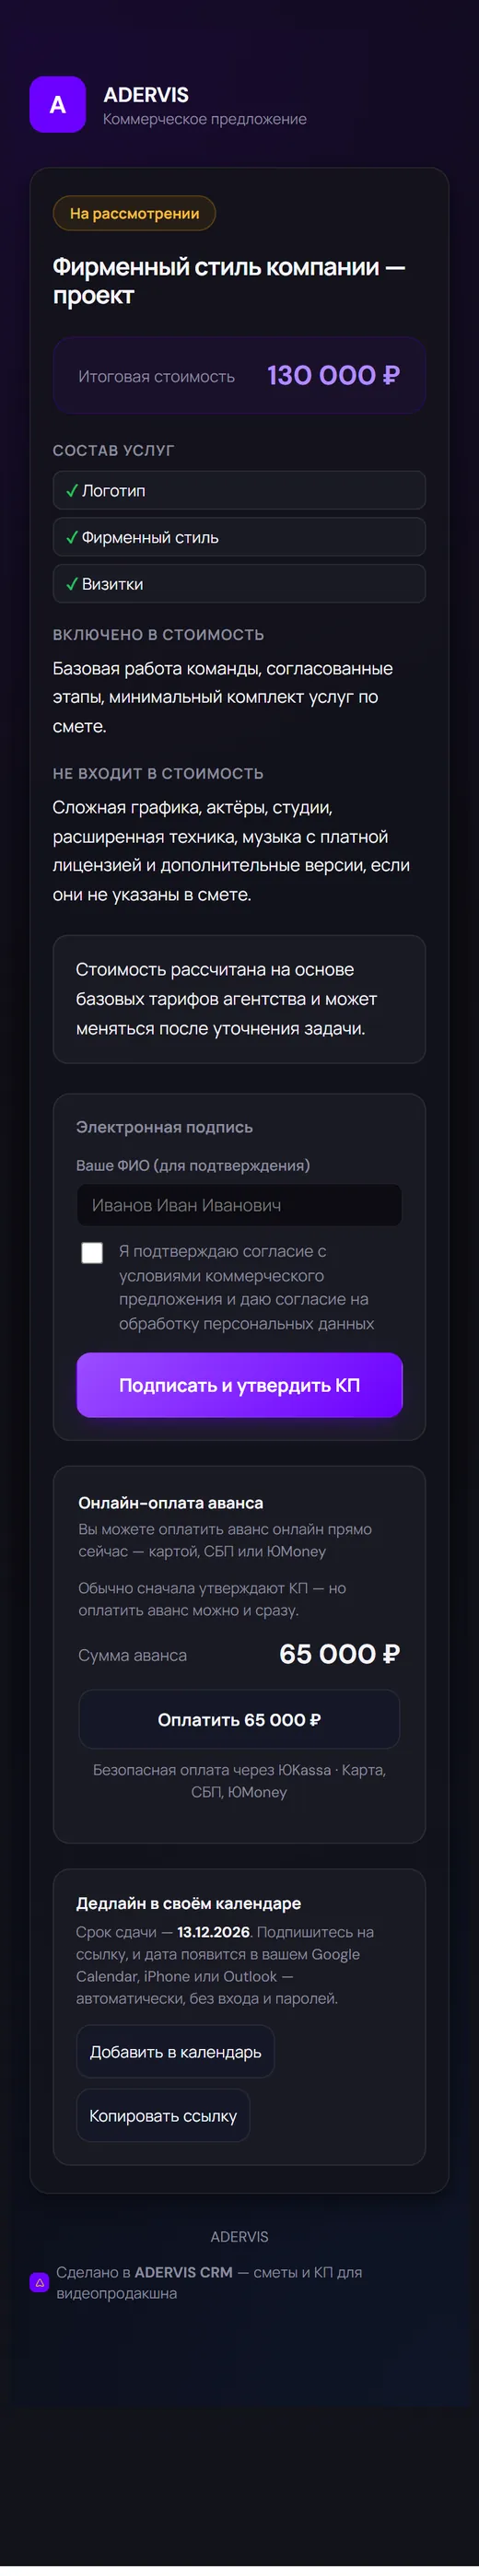 A
ADERVIS
Коммерческое предложение
На рассмотрении
Фирменный стиль компании —
проект
Итоговая стоимость 130 000 ₽
СОСТАВ УСЛУГ
✓ Логотип
✓ Фирменный стиль
✓ Визитки
ВКЛЮЧЕНО В СТОИМОСТЬ
Базовая работа команды, согласованные
этапы, минимальный комплект услуг по
смете.
НЕ ВХОДИТ В СТОИМОСТЬ
Сложная графика, актёры, студии,
расширенная техника, музыка с платной
лицензией и дополнительные версии, если
они не указаны в смете.
Стоимость рассчитана на основе
базовых тарифов агентства и может
меняться после уточнения задачи.
Электронная подпись
Ваше ФИО (для подтверждения)
Иванов Иван Иванович
Я подтверждаю согласие с
условиями коммерческого
предложения и даю согласие на
обработку персональных данных
Подписать и утвердить КП
Онлайн-оплата аванса
Вы можете оплатить аванс онлайн прямо
сейчас — картой, СБП или ЮMoney
Обычно сначала утверждают КП — но
оплатить аванс можно и сразу.
Сумма аванса 65 000 ₽
Оплатить 65 000 ₽
Безопасная оплата через ЮKassa · Карта,
СБП, ЮMoney
Дедлайн в своём календаре
Срок сдачи — 13.12.2026. Подпишитесь на
ссылку, и дата появится в вашем Google
Calendar, iPhone или Outlook —
автоматически, без входа и паролей.
Добавить в календарь
Копировать ссылку
ADERVIS
Сделано в ADERVIS CRM — сметы и КП для
видеопродакшна